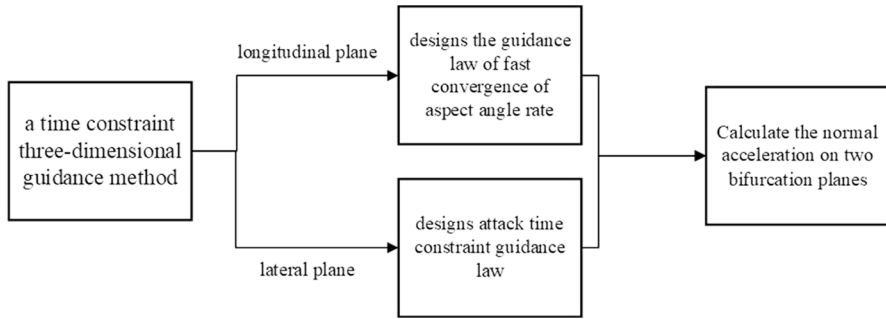 a time constraint
three-dimensional
guidance method
longitudinal plane
lateral plane
designs the guidance
law of fast
convergence of
aspect angle rate
designs attack time
constraint guidance
law
Calculate the normal
acceleration on two
bifurcation planes